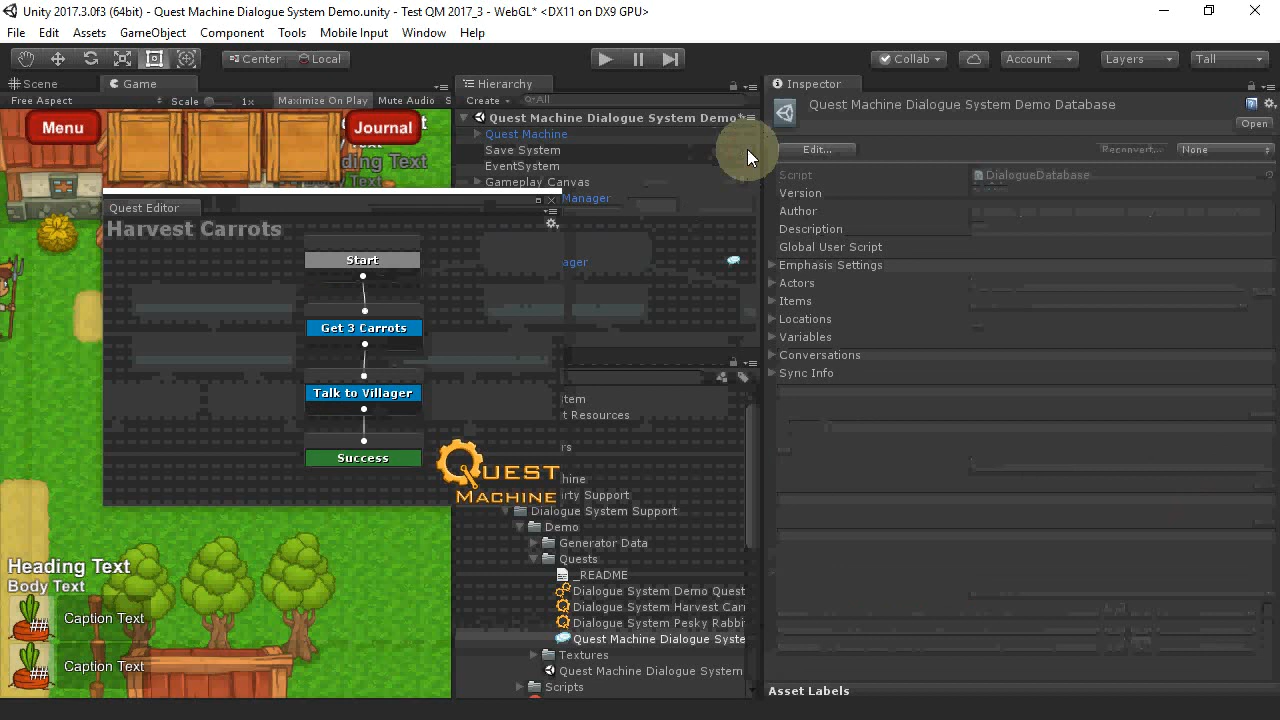 Unity 2017.3.0f3 (64bit) - Quest Machine Dialogue System Demo.unity - Test QM 2017_3 - WebGL* <DX11 on DX9 GPU>
File Edit Assets GameObject Component Tools Mobile Input Window Help
Center Local Collab Account Layers Tall
Scene Game Hierarchy Inspector
Free Aspect Scale 1x Maximize On Play Mute Audio S Create All
Quest Machine Dialogue System Demo Database
Open
Menu Journal
Quest Machine Dialogue System Demo*
Quest Machine
Save System
EventSystem
Gameplay Canvas
Manager
ager
Edit... Reconvert... None
Script DialogueDatabase
Version
Author
Description
Global User Script
Emphasis Settings
Actors
Items
Locations
Variables
Conversations
Sync Info
Quest Editor
Harvest Carrots
Start
Get 3 Carrots
Talk to Villager
Success
QUEST
MACHINE
Heading Text
Body Text
Caption Text
Caption Text
stem
t Resources
rs
hine
rty Support
Dialogue System Support
Demo
Generator Data
Quests
_README
Dialogue System Demo Quest
Dialogue System Harvest Carr
Dialogue System Pesky Rabbi
Quest Machine Dialogue Syste
Textures
Quest Machine Dialogue System
Scripts
Asset Labels